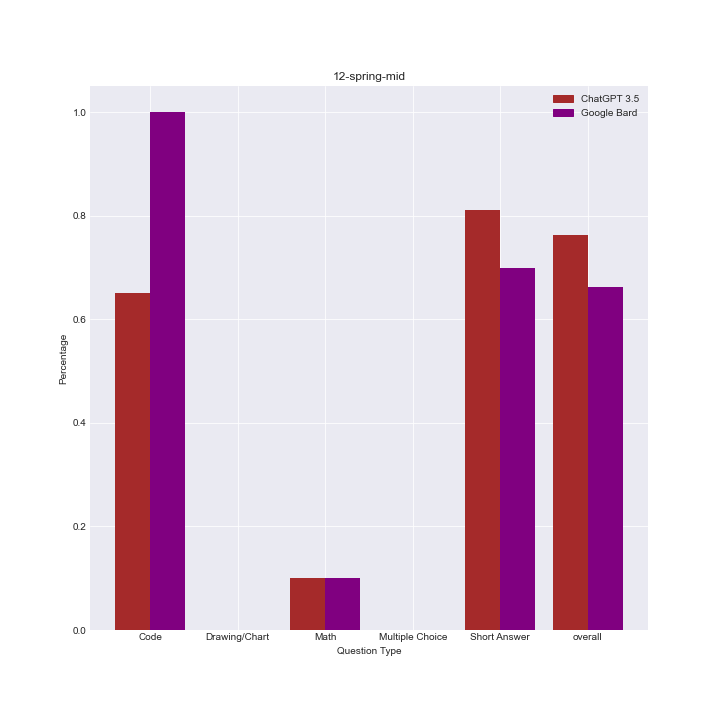 12-spring-mid
ChatGPT 3.5
Google Bard
1.0
0.8
0.6
0.4
0.2
0.0
Percentage
Code Drawing/Chart Math Multiple Choice Short Answer overall
Question Type